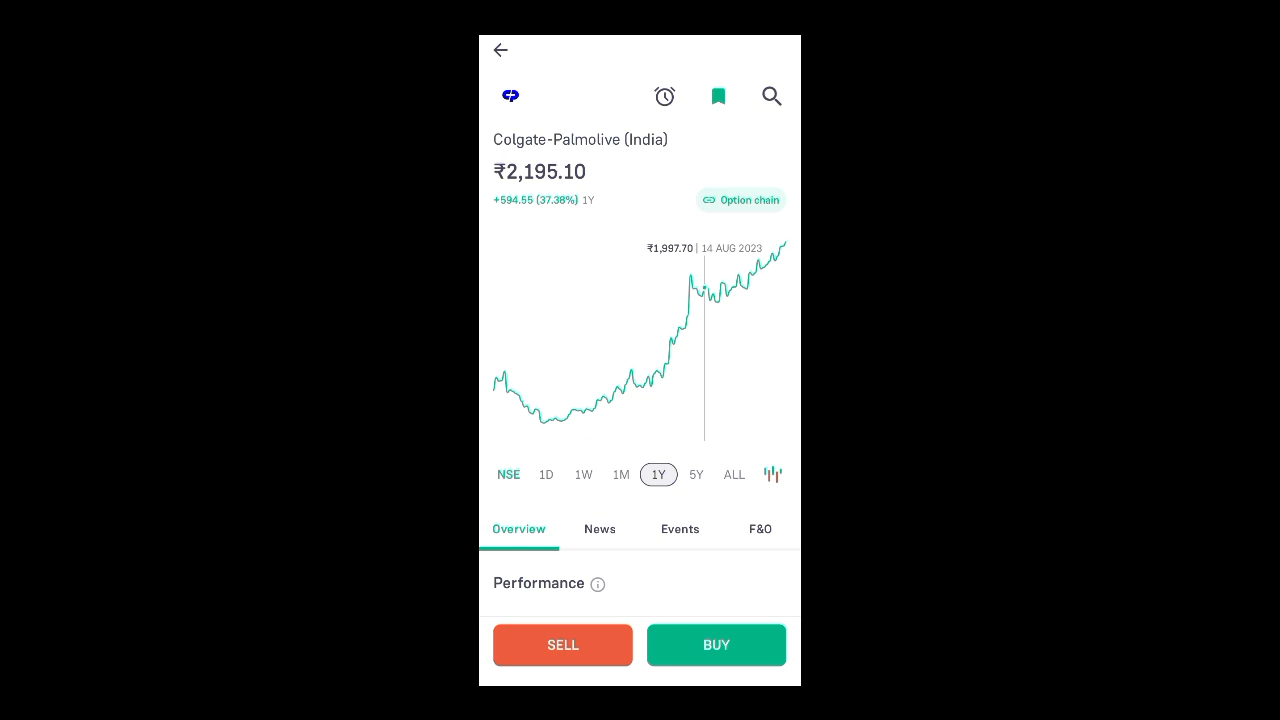 Colgate-Palmolive (India)
₹2,195.10
+594.55 (37.38%) 1Y
Option chain
₹1,997.70 | 14 AUG 2023
NSE 1D 1W 1M 1Y 5Y ALL
Overview News Events F&O
Performance
SELL BUY